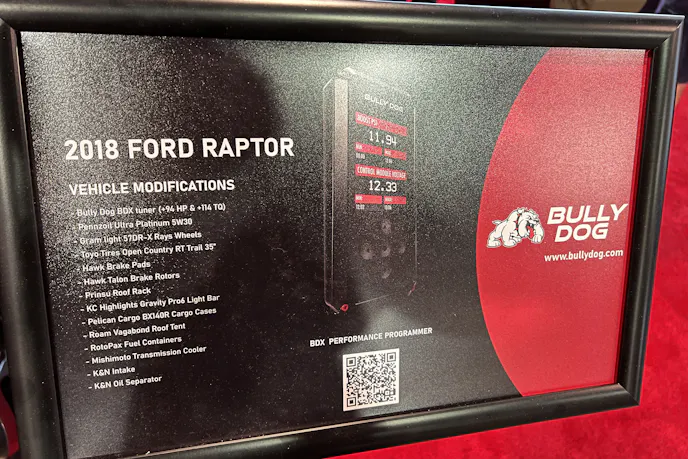 2018 FORD RAPTOR
VEHICLE MODIFICATIONS
- Bully Dog BDX tuner (+94 HP & +114 TQ)
- Pennzoil Ultra Platinum 5W30
- Gram light 57DR-X Rays Wheels
- Toyo Tires Open Country RT Trail 35"
- Hawk Brake Pads
- Hawk Talon Brake Rotors
- Prinsu Roof Rack
- KC Highlights Gravity Pro6 Light Bar
- Pelican Cargo BX140R Cargo Cases
- Roam Vagabond Roof Tent
- RotoPax Fuel Containers
- Mishimoto Transmission Cooler
- K&N Intake
- K&N Oil Separator
BULLY DOG
BOOST PSI
11.94
CONTROL MODULE VOLTAGE
12.33
BDX PERFORMANCE PROGRAMMER
BULLY
DOG
www.bullydog.com